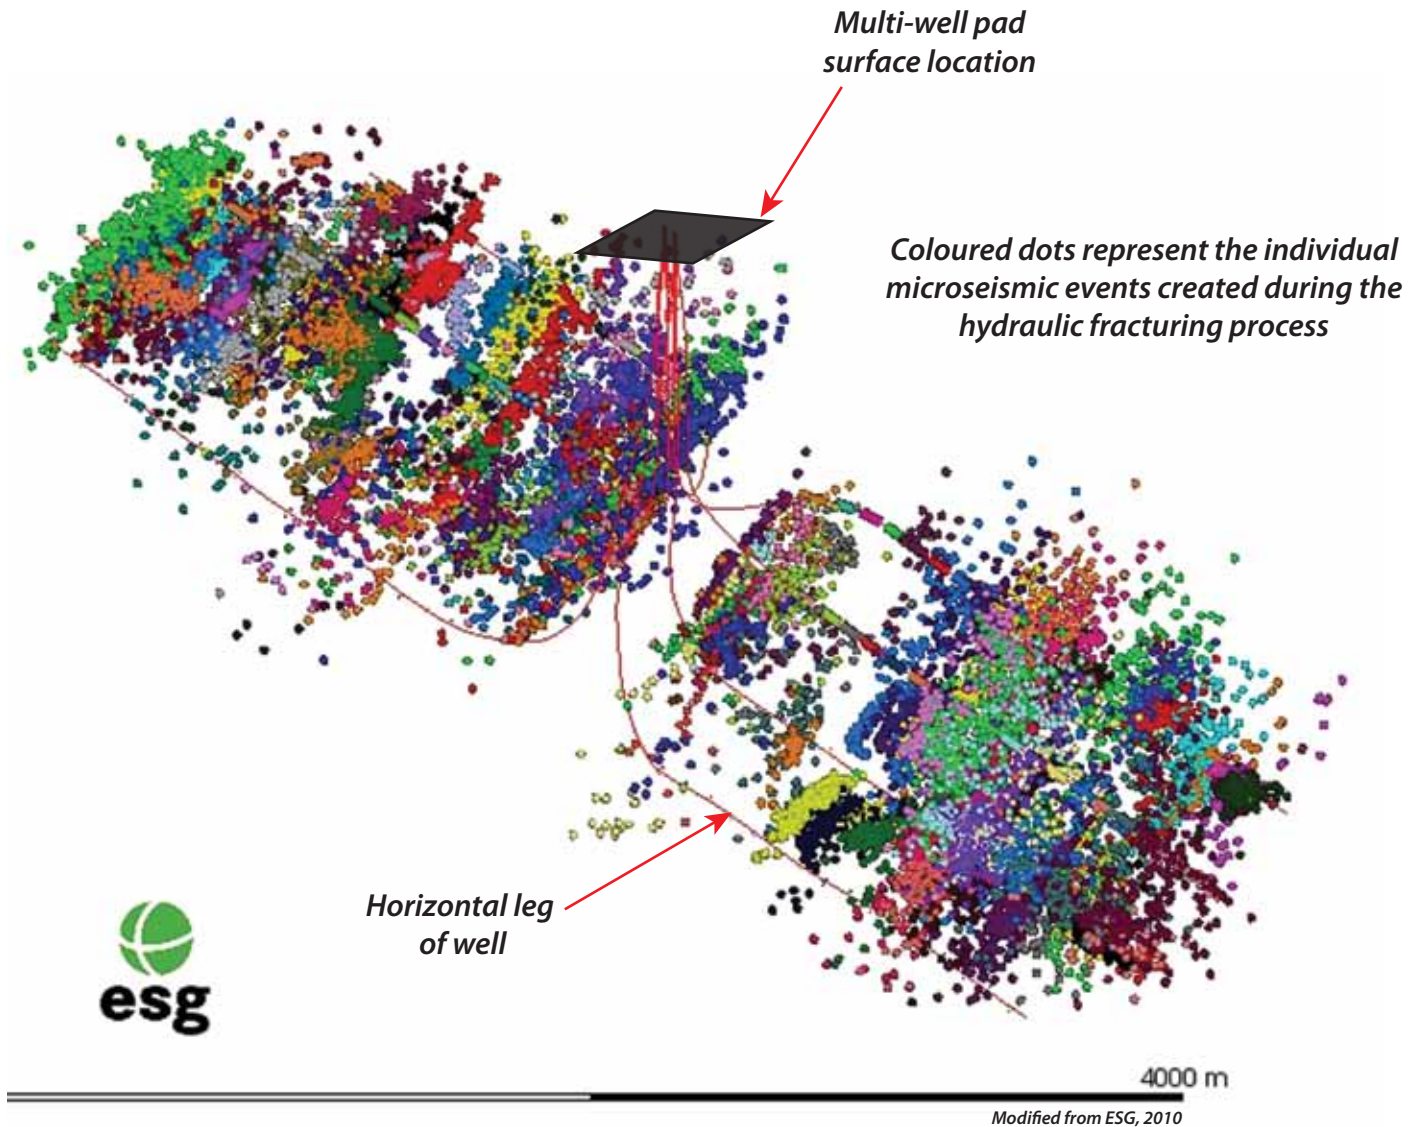 Multi-well pad
surface location
Coloured dots represent the individual
microseismic events created during the
hydraulic fracturing process
Horizontal leg
of well
esg
4000 m
Modified from ESG, 2010